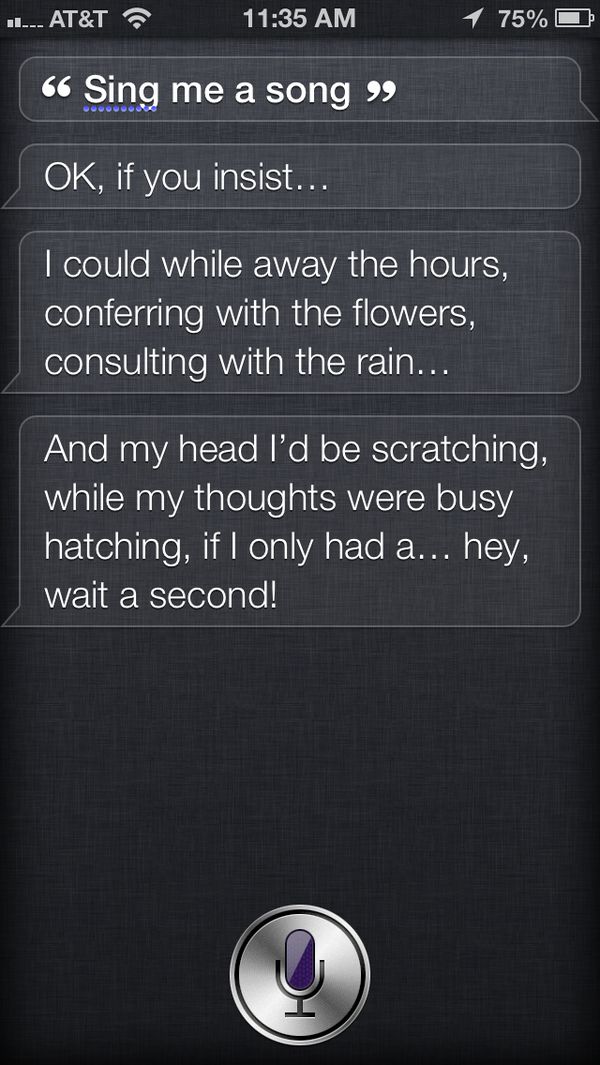 AT&T 11:35 AM 75%
“ Sing me a song ”
OK, if you insist…
I could while away the hours,
conferring with the flowers,
consulting with the rain…
And my head I’d be scratching,
while my thoughts were busy
hatching, if I only had a… hey,
wait a second!